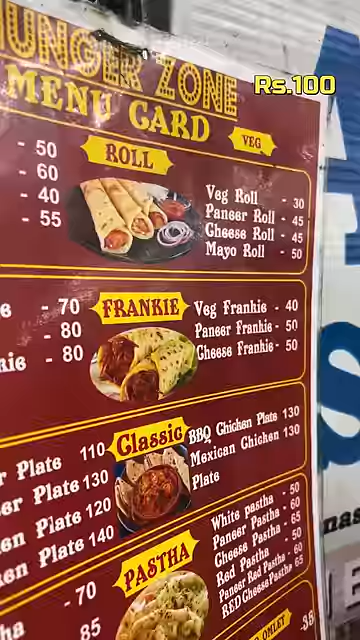 HUNGER ZONE
Rs.100
MENU CARD
VEG
ROLL
- 50
- 60
- 40
- 55
Veg Roll - 30
Paneer Roll - 45
Cheese Roll - 45
Mayo Roll - 50
FRANKIE
- 70
- 80
- 80
Veg Frankie - 40
Paneer Frankie - 50
Cheese Frankie - 50
Classic
Plate 110
Plate 130
Plate 120
Plate 140
BBQ Chicken Plate 130
Mexican Chicken 130
Plate
PASTHA
- 70
85
White pastha - 50
Paneer Pastha - 60
Cheese Pastha - 65
Red Pastha - 50
Paneer Red Pastha - 60
RED Cheese Pastha 65
38